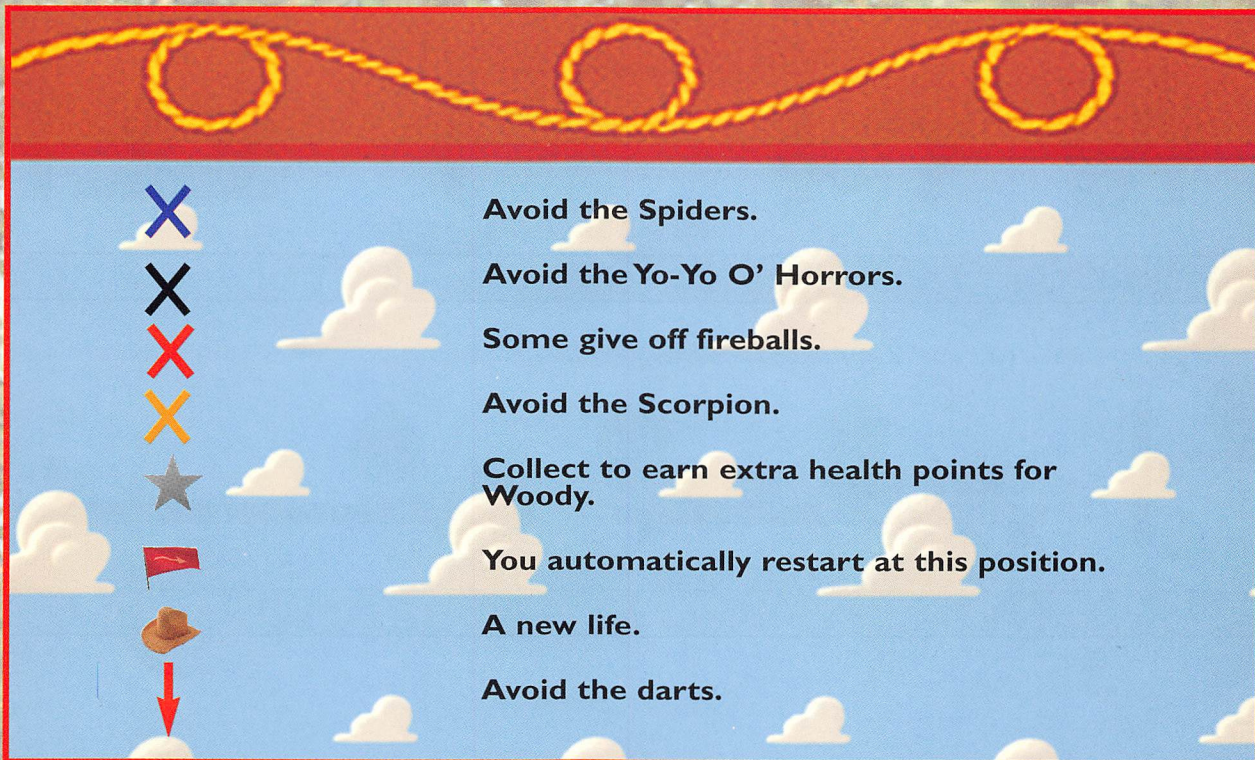 Avoid the Spiders.
Avoid the Yo-Yo O' Horrors.
Some give off fireballs.
Avoid the Scorpion.
Collect to earn extra health points for
Woody.
You automatically restart at this position.
A new life.
Avoid the darts.